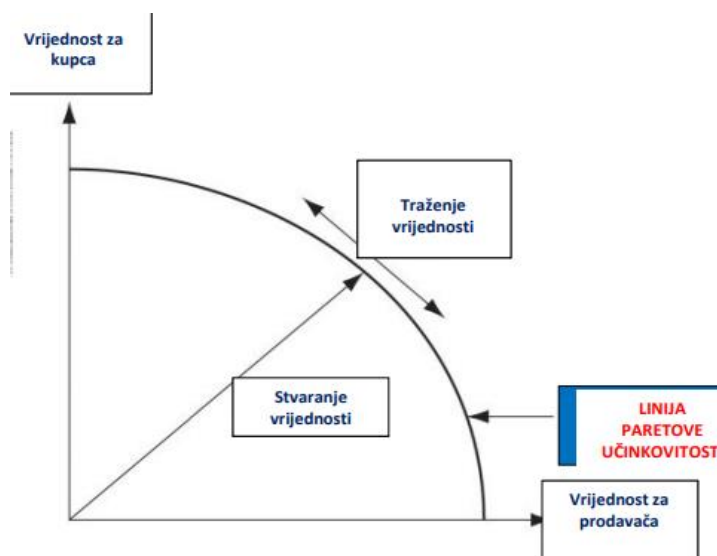 Vrijednost za
kupca
Traženje
vrijednosti
Stvaranje
vrijednosti
LINIJA
PARETOVE
UČINKOVITOST
Vrijednost za
prodavača